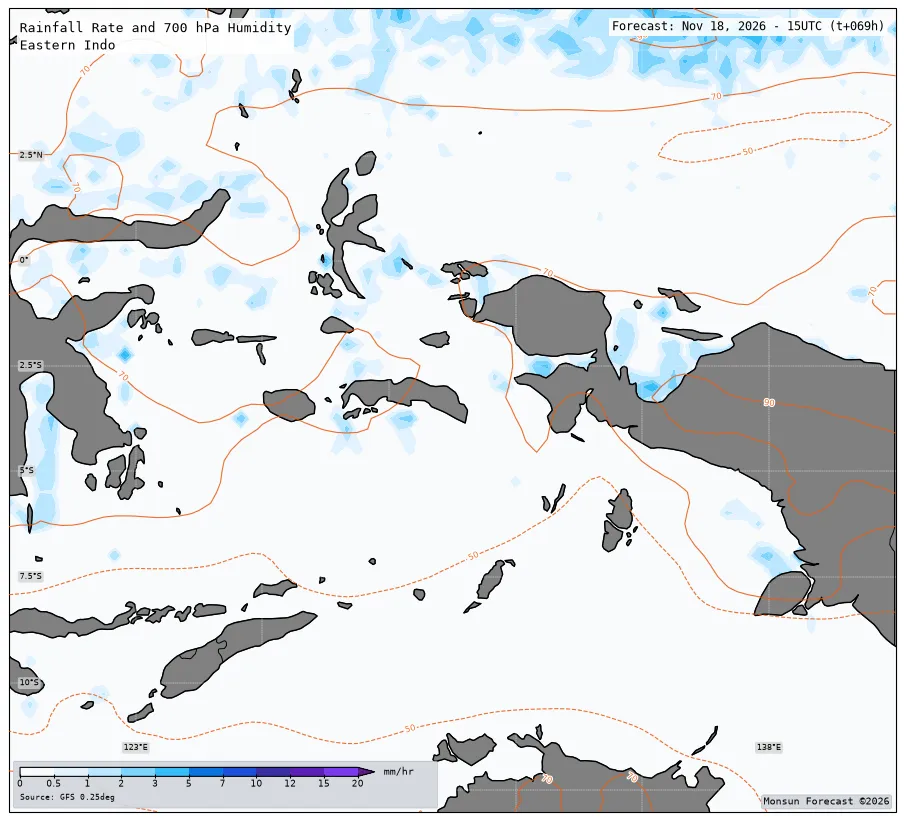 Rainfall Rate and 700 hPa Humidity
Eastern Indo
Forecast: Nov 18, 2026 - 15UTC (t+069h)
70
70
2.5°N
50
70
0°
70
70
2.5°S
70
90
5°S
50
7.5°S
10°S
50
123°E
138°E
70
70
mm/hr
0 0.5 1 2 3 5 7 10 12 15 20
Source: GFS 0.25deg
Monsun Forecast ©2026